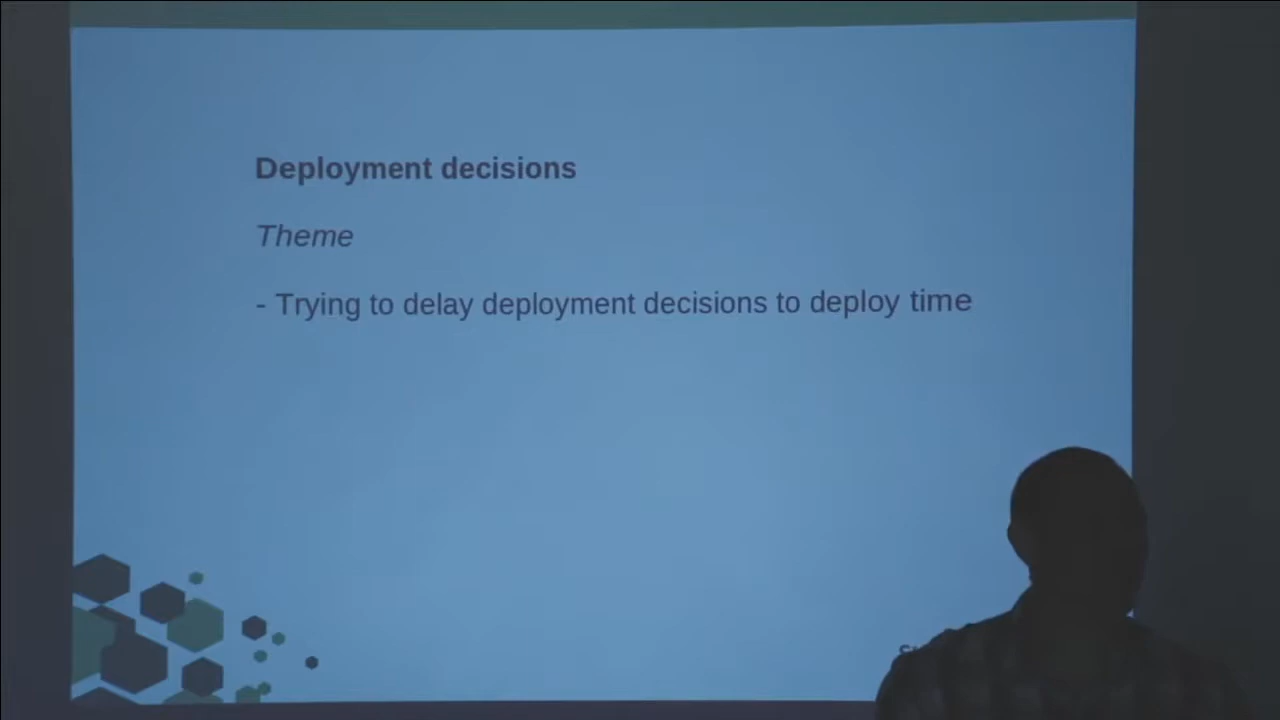 Deployment decisions
Theme
- Trying to delay deployment decisions to deploy time